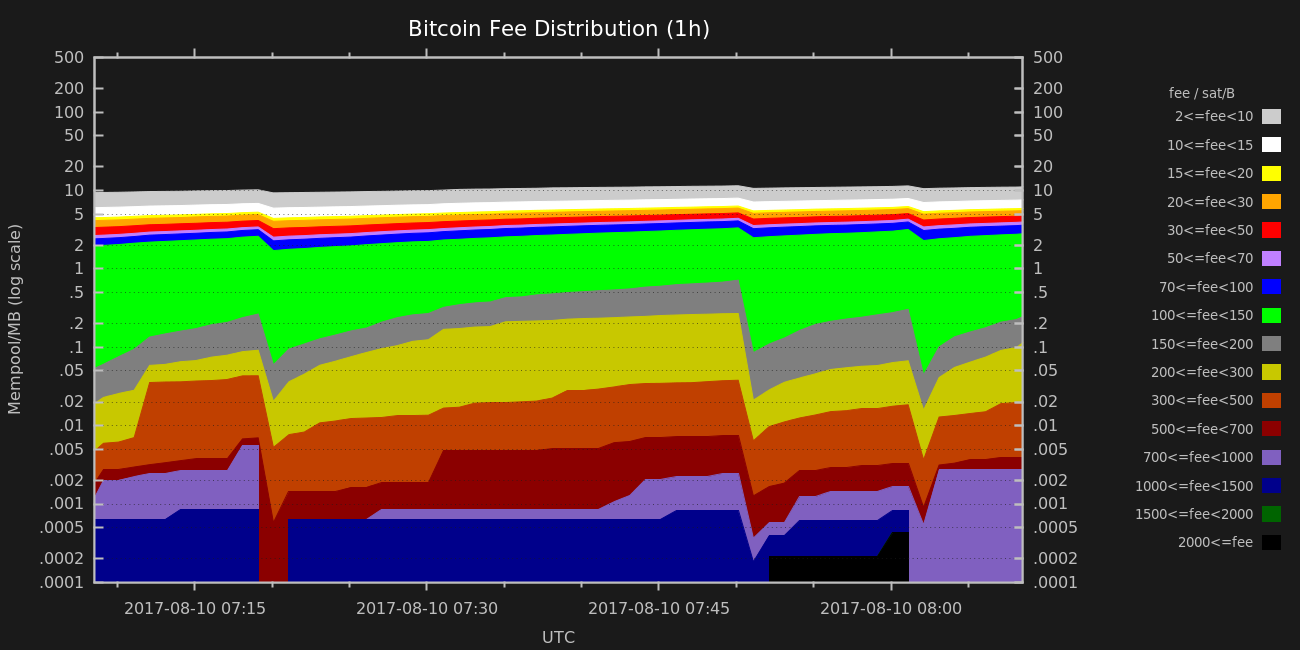 Bitcoin Fee Distribution (1h)
Mempool/MB (log scale)
500
200
100
50
20
10
5
2
1
.5
.2
.1
.05
.02
.01
.005
.002
.001
.0005
.0002
.0001
500
200
100
50
20
10
5
2
1
.5
.2
.1
.05
.02
.01
.005
.002
.001
.0005
.0002
.0001
2017-08-10 07:15 2017-08-10 07:30 2017-08-10 07:45 2017-08-10 08:00
UTC
fee / sat/B
2<=fee<10
10<=fee<15
15<=fee<20
20<=fee<30
30<=fee<50
50<=fee<70
70<=fee<100
100<=fee<150
150<=fee<200
200<=fee<300
300<=fee<500
500<=fee<700
700<=fee<1000
1000<=fee<1500
1500<=fee<2000
2000<=fee